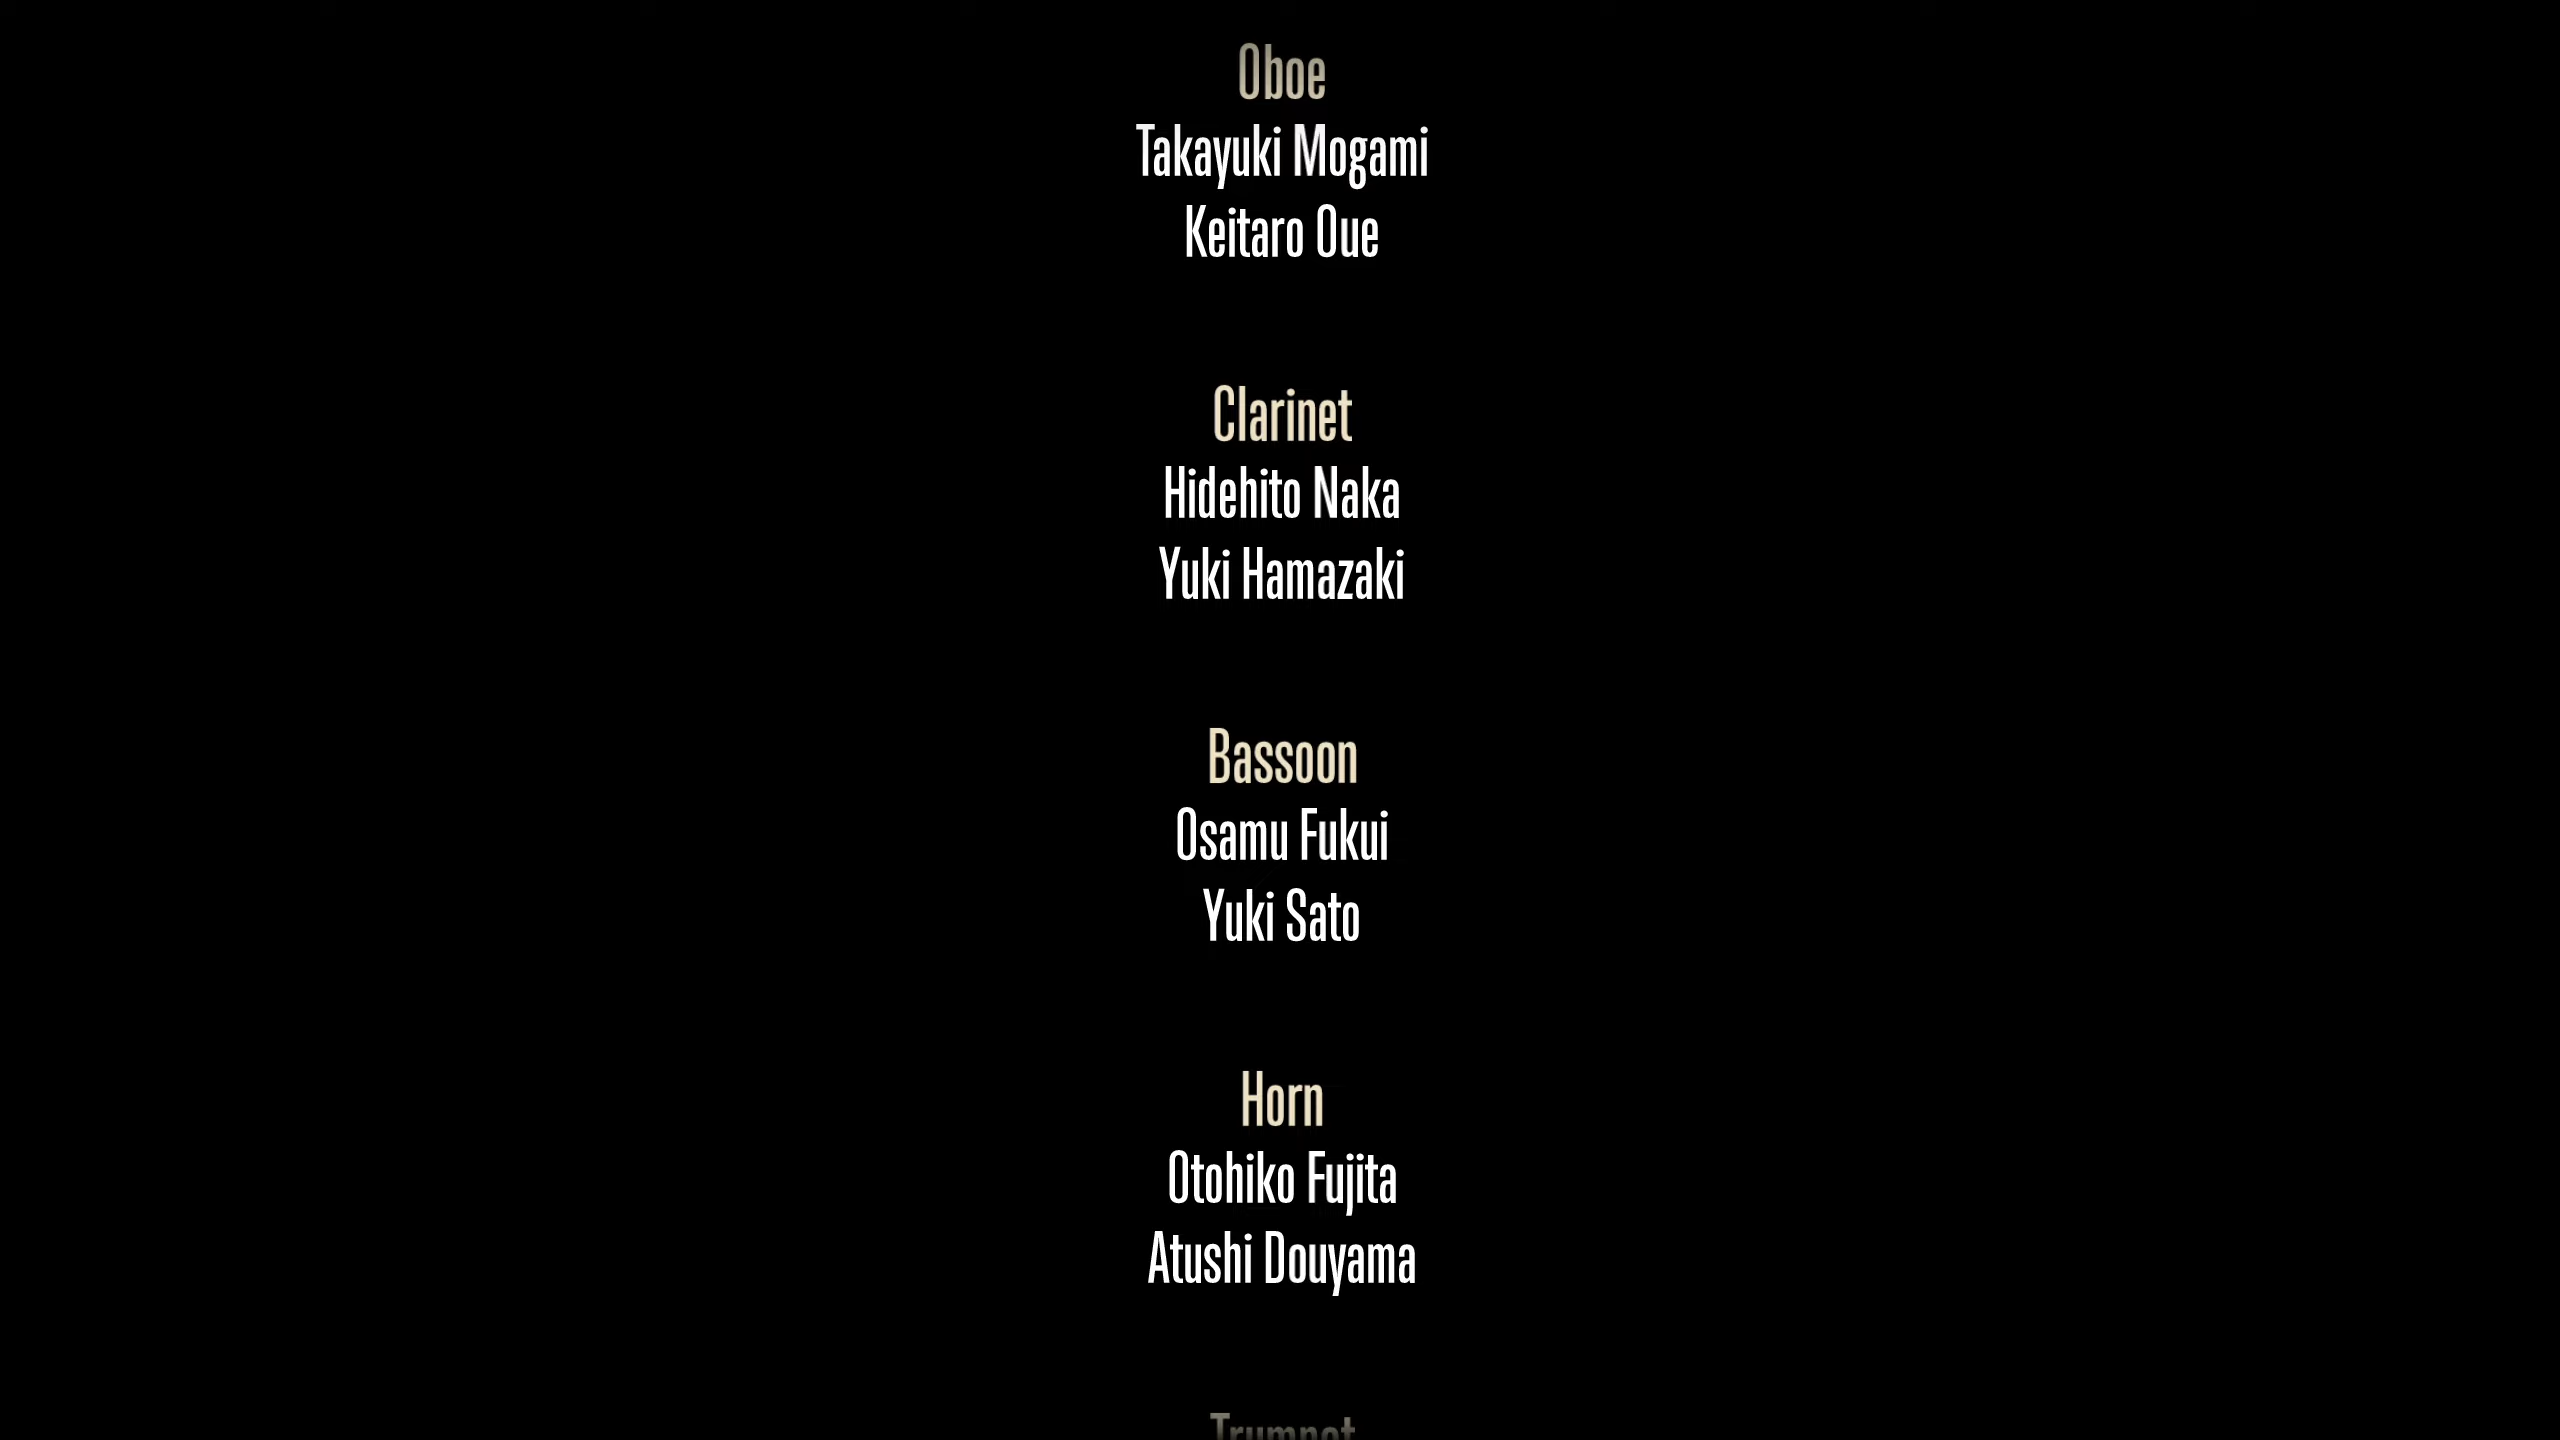 Oboe
Takayuki Mogami
Keitaro Oue
Clarinet
Hidehito Naka
Yuki Hamazaki
Bassoon
Osamu Fukui
Yuki Sato
Horn
Otohiko Fujita
Atushi Douyama
Trumpet